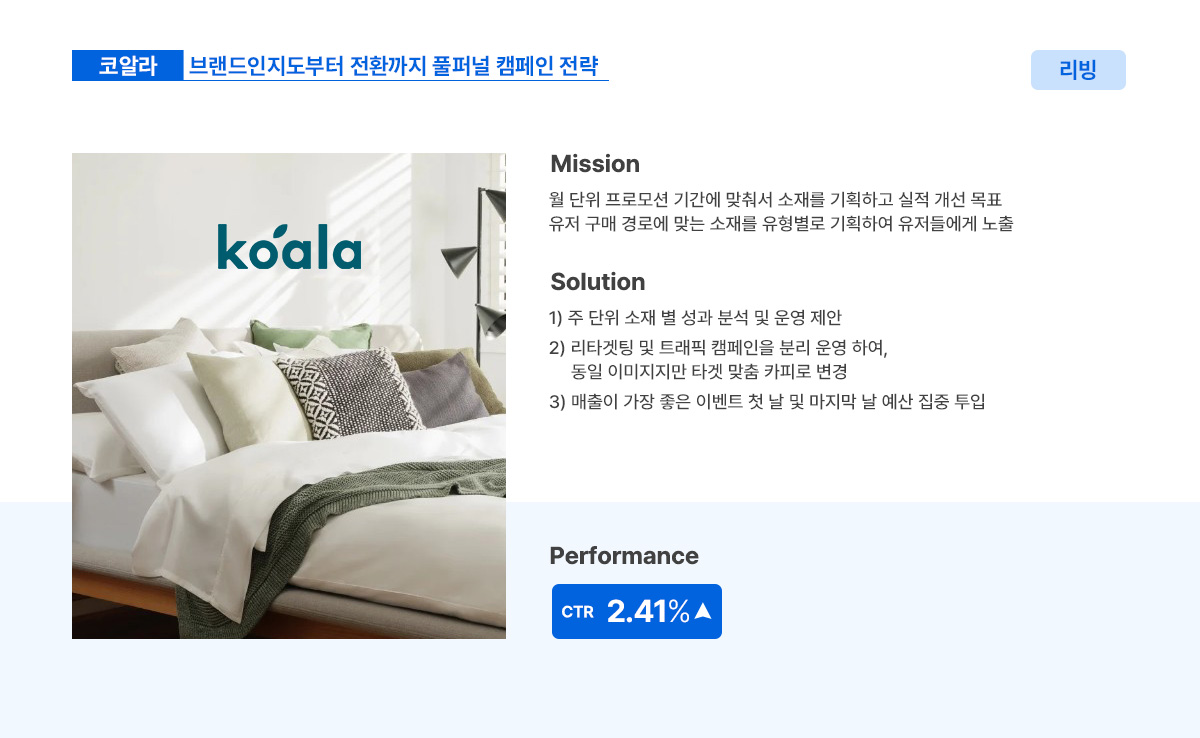 코알라 브랜드인지도부터 전환까지 풀퍼널 캠페인 전략
리빙
koala
Mission
월 단위 프로모션 기간에 맞춰서 소재를 기획하고 실적 개선 목표
유저 구매 경로에 맞는 소재를 유형별로 기획하여 유저들에게 노출
Solution
1) 주 단위 소재 별 성과 분석 및 운영 제안
2) 리타겟팅 및 트래픽 캠페인을 분리 운영 하여,
동일 이미지지만 타겟 맞춤 카피로 변경
3) 매출이 가장 좋은 이벤트 첫 날 및 마지막 날 예산 집중 투입
Performance
CTR 2.41%